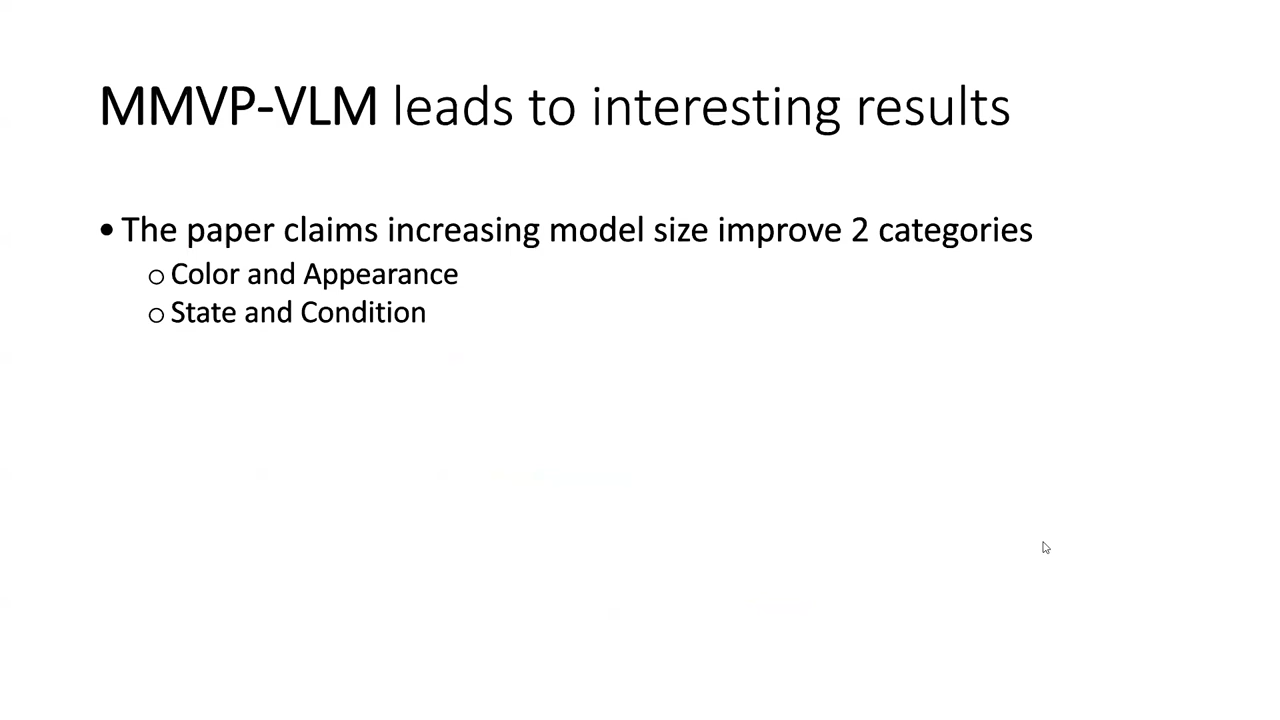 MMVP-VLM leads to interesting results
• The paper claims increasing model size improve 2 categories
○ Color and Appearance
○ State and Condition